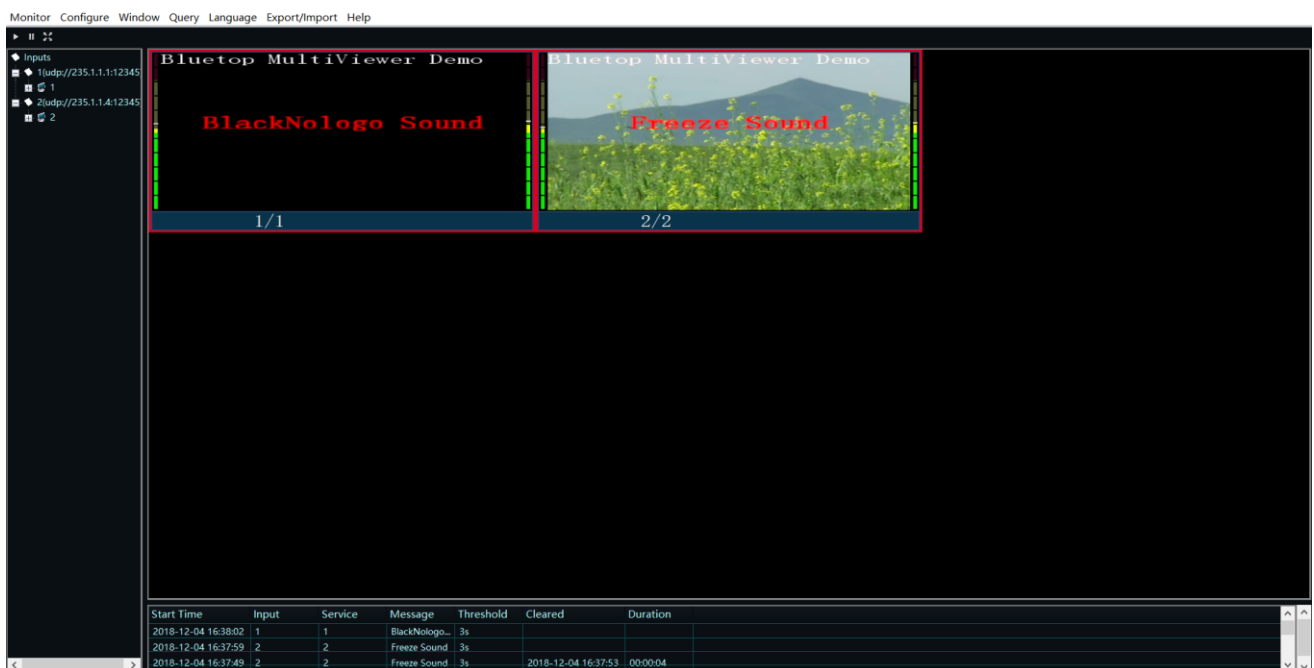 Monitor Configure Window Query Language Export/Import Help
Inputs
1(udp://235.1.1.1:12345
1
2(udp://235.1.1.4:12345
2
Bluetop MultiViewer Demo
BlackNologo Sound
1/1
Bluetop MultiViewer Demo
Freeze Sound
2/2
Start Time Input Service Message Threshold Cleared Duration
2018-12-04 16:38:02 1 1 BlackNologo... 3s
2018-12-04 16:37:59 2 2 Freeze Sound 3s
2018-12-04 16:37:49 2 2 Freeze Sound 3s 2018-12-04 16:37:53 00:00:04